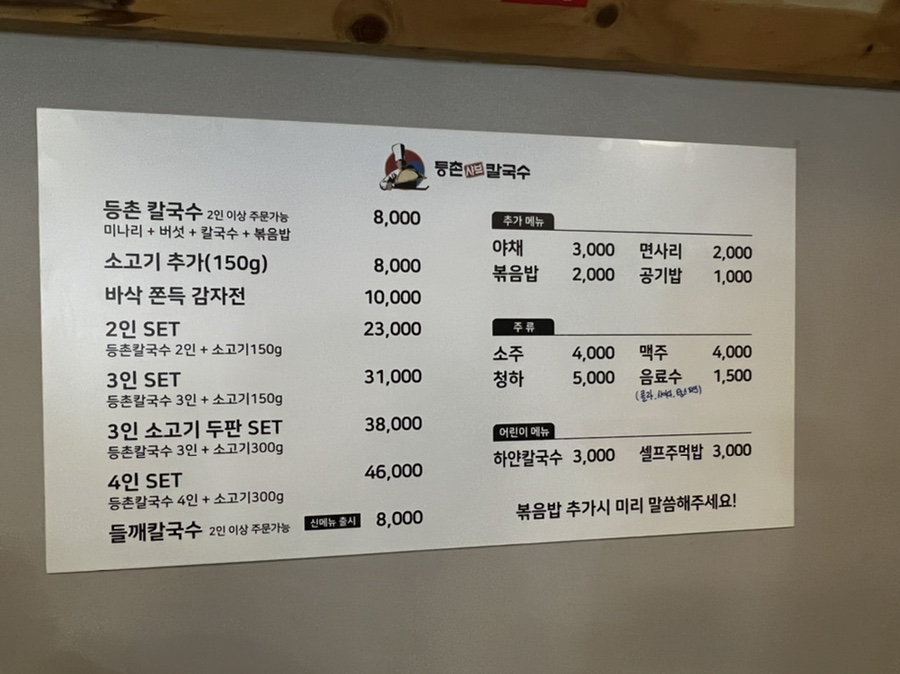 등촌샤브칼국수
등촌 칼국수 2인 이상 주문가능 8,000
미나리 + 버섯 + 칼국수 + 볶음밥
소고기 추가(150g) 8,000
바삭 쫀득 감자전 10,000
2인 SET 23,000
등촌칼국수 2인 + 소고기150g
3인 SET 31,000
등촌칼국수 3인 + 소고기150g
3인 소고기 두판 SET 38,000
등촌칼국수 3인 + 소고기300g
4인 SET 46,000
등촌칼국수 4인 + 소고기300g
들깨칼국수 2인 이상 주문가능 신메뉴 출시 8,000
추가 메뉴
야채 3,000 면사리 2,000
볶음밥 2,000 공기밥 1,000
주 류
소주 4,000 맥주 4,000
청하 5,000 음료수 1,500
(콜라, 사이다,
어린이 메뉴
하얀칼국수 3,000 셀프주먹밥 3,000
볶음밥 추가시 미리 말씀해주세요!